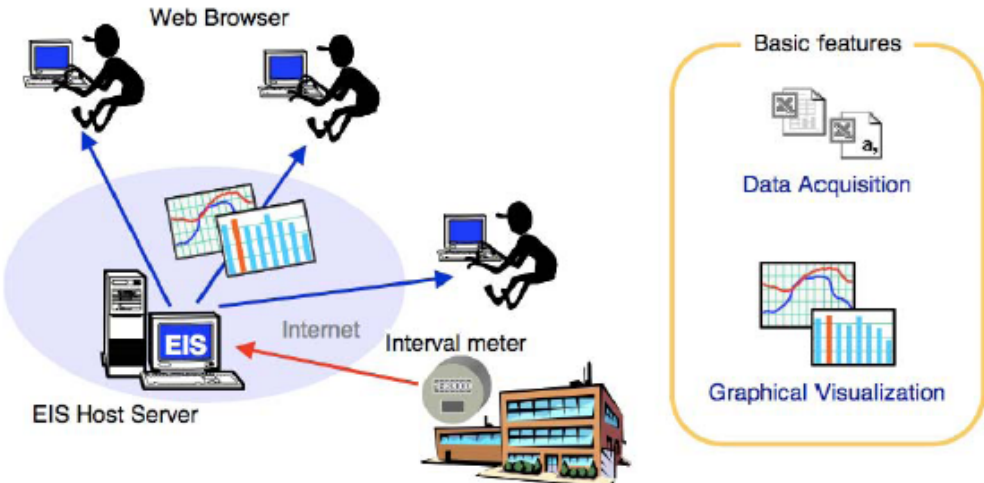 Web Browser
Basic features
a,
Data Acquisition
Internet
Interval meter
EIS
EIS Host Server
Graphical Visualization